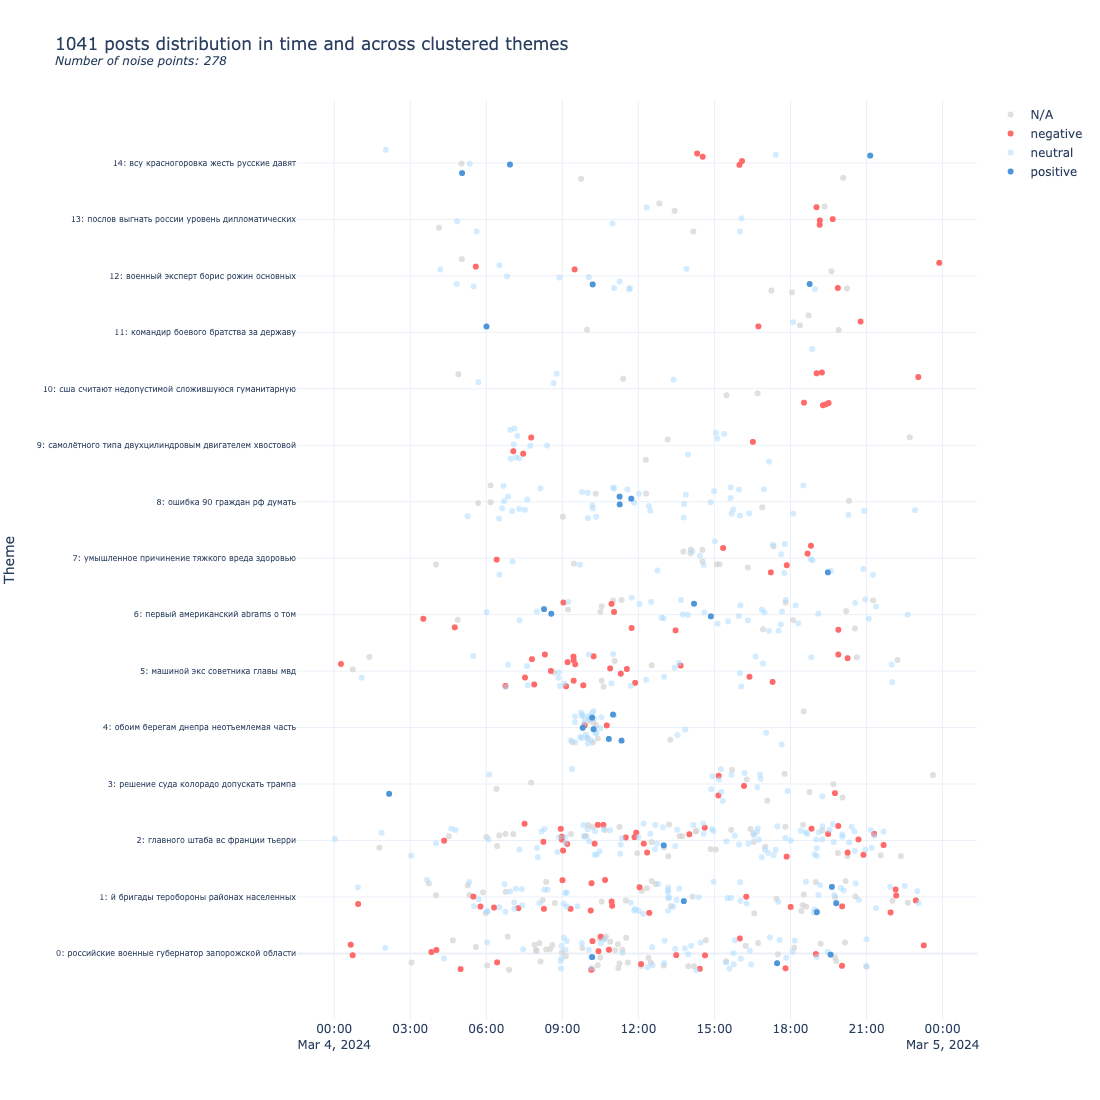 1041 posts distribution in time and across clustered themes
Number of noise points: 278
N/A
negative
neutral
positive
Theme
14: всу красногоровка жесть русские давят
13: послов выгнать россии уровень дипломатических
12: военный эксперт борис рожин основных
11: командир боевого братства за державу
10: сша считают недопустимой сложившуюся гуманитарную
9: самолётного типа двухцилиндровым двигателем хвостовой
8: ошибка 90 граждан рф думать
7: умышленное причинение тяжкого вреда здоровью
6: первый американский abrams о том
5: машиной экс советника главы мвд
4: обоим берегам днепра неотъемлемая часть
3: решение суда колорадо допускать трампа
2: главного штаба вс франции тьерри
1: й бригады теробороны районах населенных
0: российские военные губернатор запорожской области
00:00 03:00 06:00 09:00 12:00 15:00 18:00 21:00 00:00
Mar 4, 2024 Mar 5, 2024